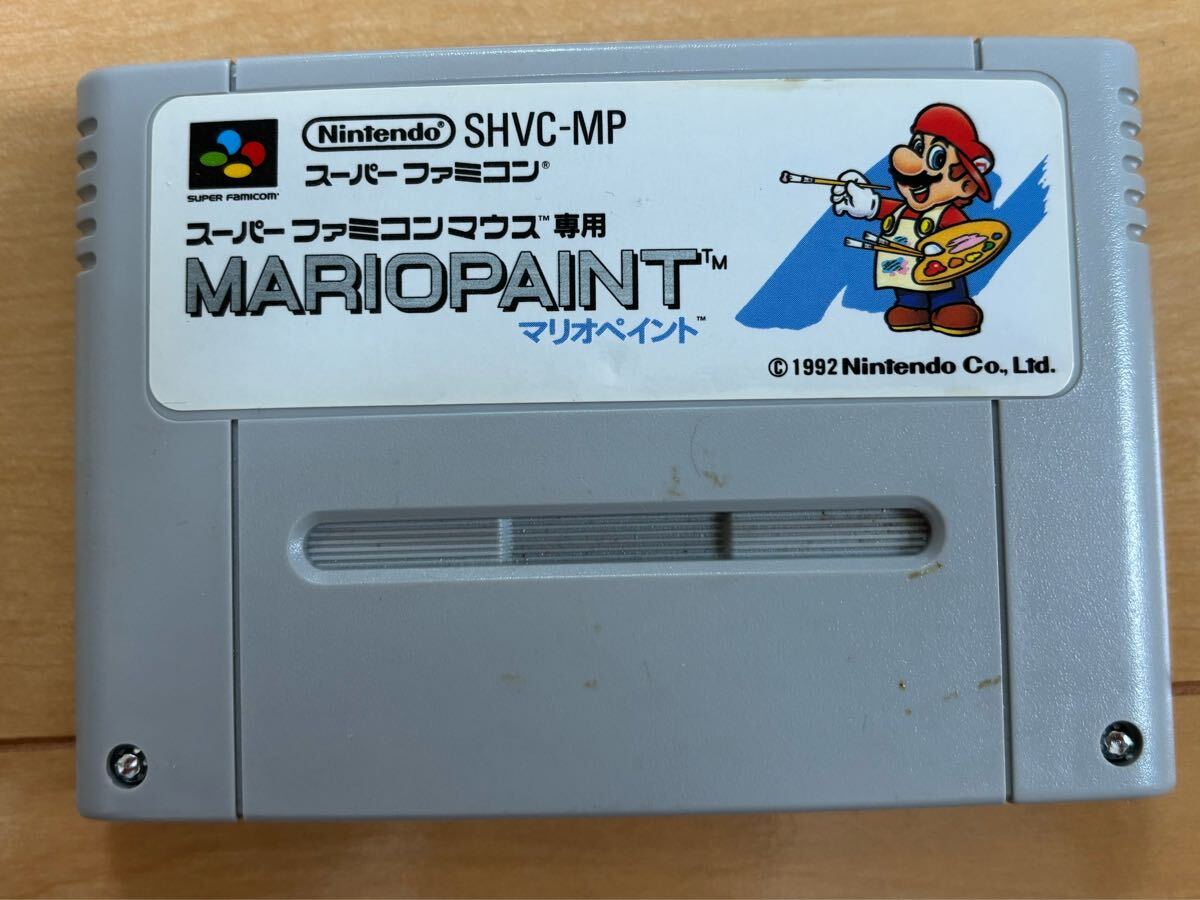 SUPER FAMICOM
Nintendo® SHVC-MP
スーパーファミコン®
スーパーファミコンマウス™専用
MARIOPAINT™
マリオペイント™
© 1992 Nintendo Co., Ltd.